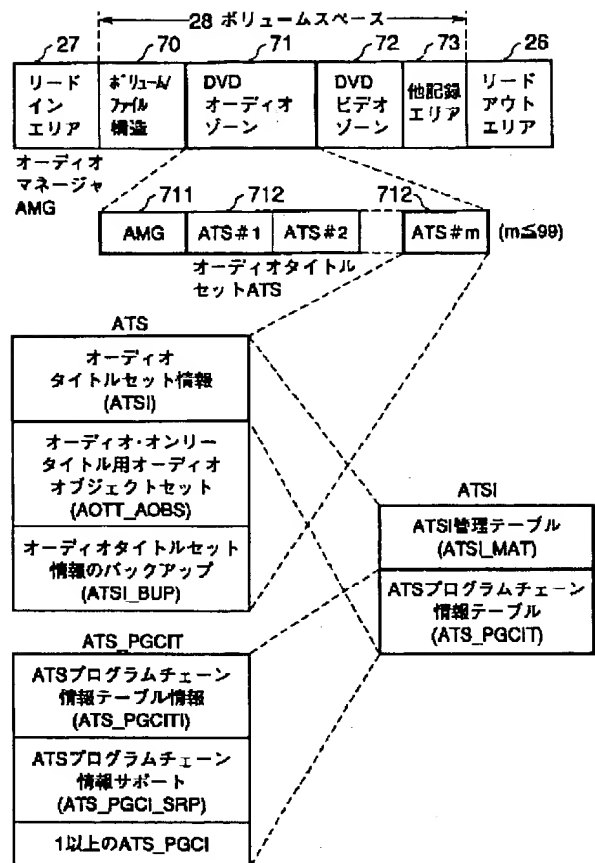 28 ボリュームスペース
27
70
71
72
73
26
リード
イン
エリア
ボリューム/
ファイル
構造
DVD
オーディオ
ゾーン
DVD
ビデオ
ゾーン
他記録
エリア
リード
アウト
エリア
オーディオ
マネージャ
AMG
711
712
712
AMG
ATS#1
ATS#2
ATS#m
(m≦99)
オーディオタイトル
セットATS
ATS
オーディオ
タイトルセット情報
(ATSI)
オーディオ・オンリー
タイトル用オーディオ
オブジェクトセット
(AOTT_AOBS)
オーディオタイトルセット
情報のバックアップ
(ATSI_BUP)
ATSI
ATSI管理テーブル
(ATSI_MAT)
ATSプログラムチェーン
情報テーブル
(ATS_PGCIT)
ATS_PGCIT
ATSプログラムチェーン
情報テーブル情報
(ATS_PGCITI)
ATSプログラムチェーン
情報サポート
(ATS_PGCI_SRP)
1以上のATS_PGCI